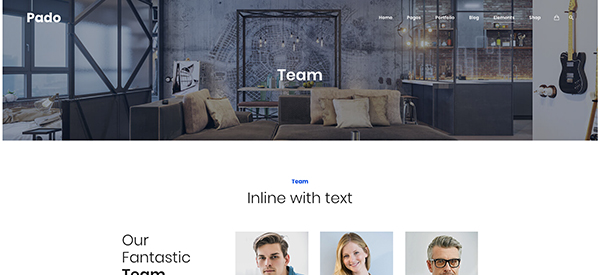 Pado
Home Pages Portfolio Blog Elements Shop
Team
Team
Inline with text
Our
Fantastic
Team